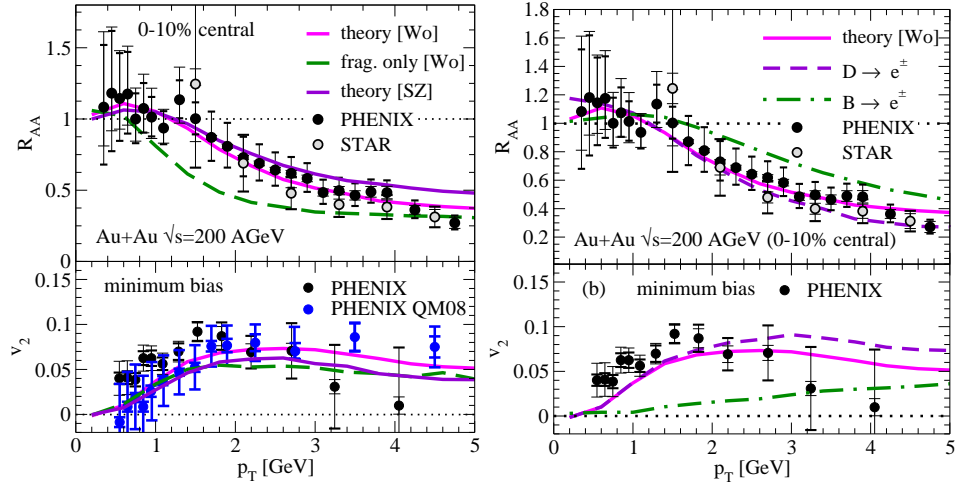 0-10% central
theory [Wo]
frag. only [Wo]
theory [SZ]
PHENIX
STAR
Au+Au √s=200 AGeV
R_AA
1.5
1
0.5
0
minimum bias
PHENIX
PHENIX QM08
v_2
0.1
0.05
0
0 1 2 3 4 5
p_T [GeV]
theory [Wo]
D → e^±
B → e^±
PHENIX
STAR
Au+Au √s=200 AGeV (0-10% central)
R_AA
1.8
1.6
1.4
1.2
1.0
0.8
0.6
0.4
0.2
(b) minimum bias
PHENIX
v_2
0.1
0.05
0
0 1 2 3 4 5
p_T [GeV]